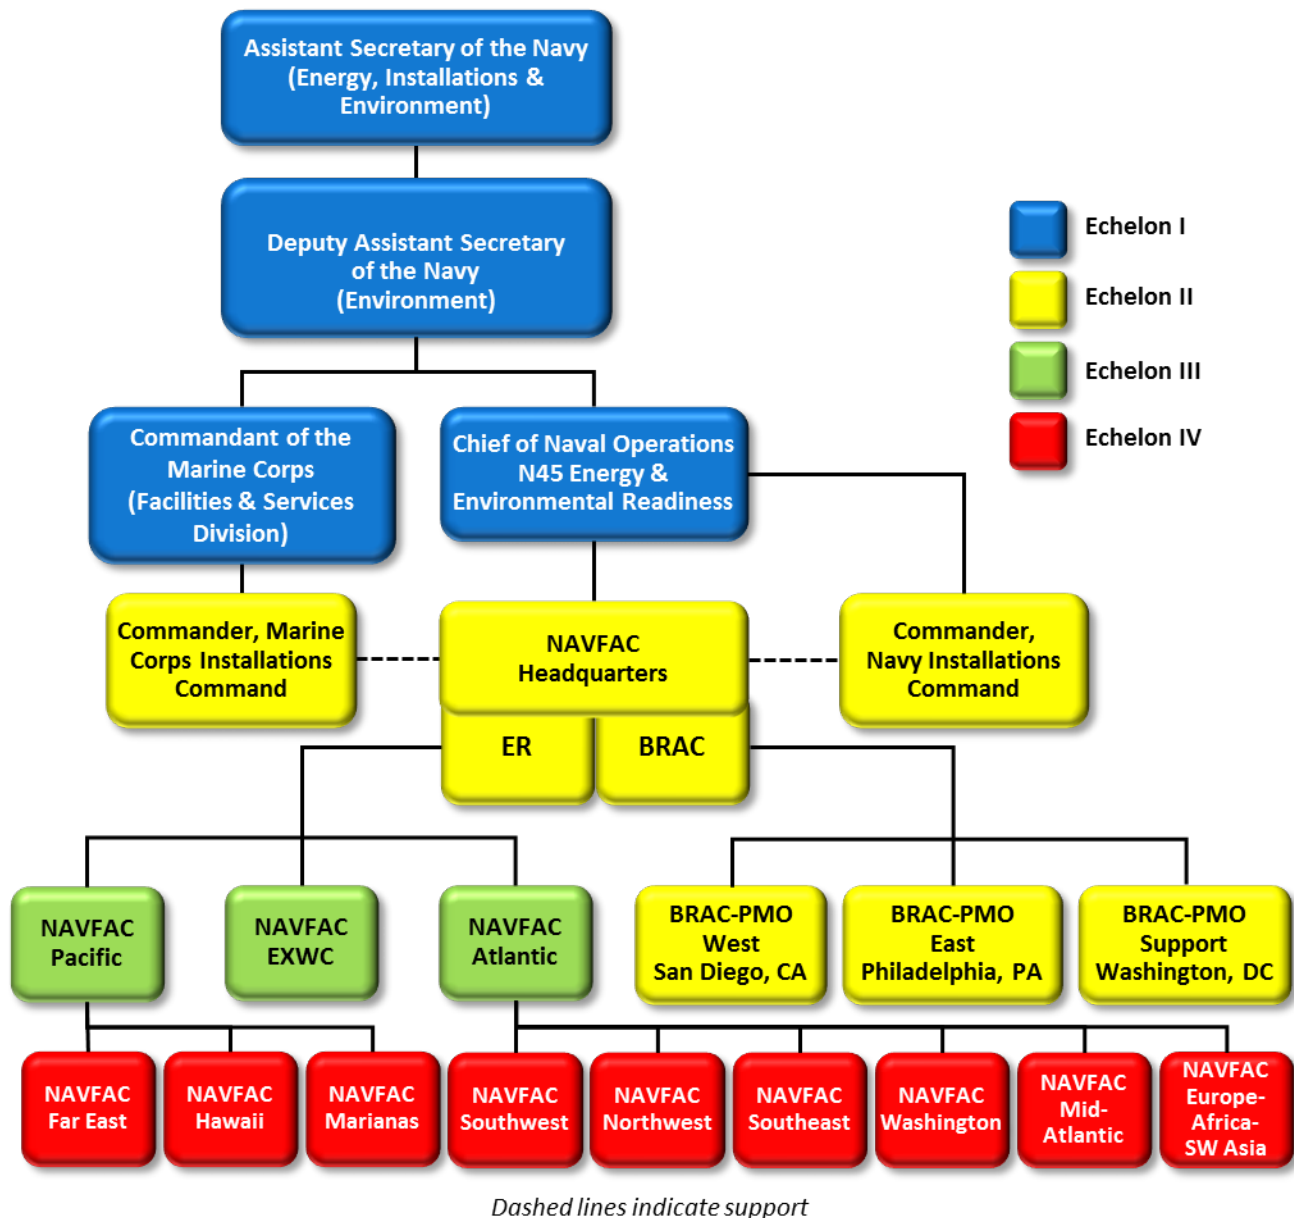 Assistant Secretary of the Navy
(Energy, Installations &
Environment)
Deputy Assistant Secretary
of the Navy
(Environment)
Echelon I
Echelon II
Echelon III
Echelon IV
Commandant of the
Marine Corps
(Facilities & Services
Division)
Chief of Naval Operations
N45 Energy &
Environmental Readiness
Commander, Marine
Corps Installations
Command
NAVFAC
Headquarters
Commander,
Navy Installations
Command
ER
BRAC
NAVFAC
Pacific
NAVFAC
EXWC
NAVFAC
Atlantic
BRAC-PMO
West
San Diego, CA
BRAC-PMO
East
Philadelphia, PA
BRAC-PMO
Support
Washington, DC
NAVFAC
Far East
NAVFAC
Hawaii
NAVFAC
Marianas
NAVFAC
Southwest
NAVFAC
Northwest
NAVFAC
Southeast
NAVFAC
Washington
NAVFAC
Mid-
Atlantic
NAVFAC
Europe-
Africa-
SW Asia
Dashed lines indicate support